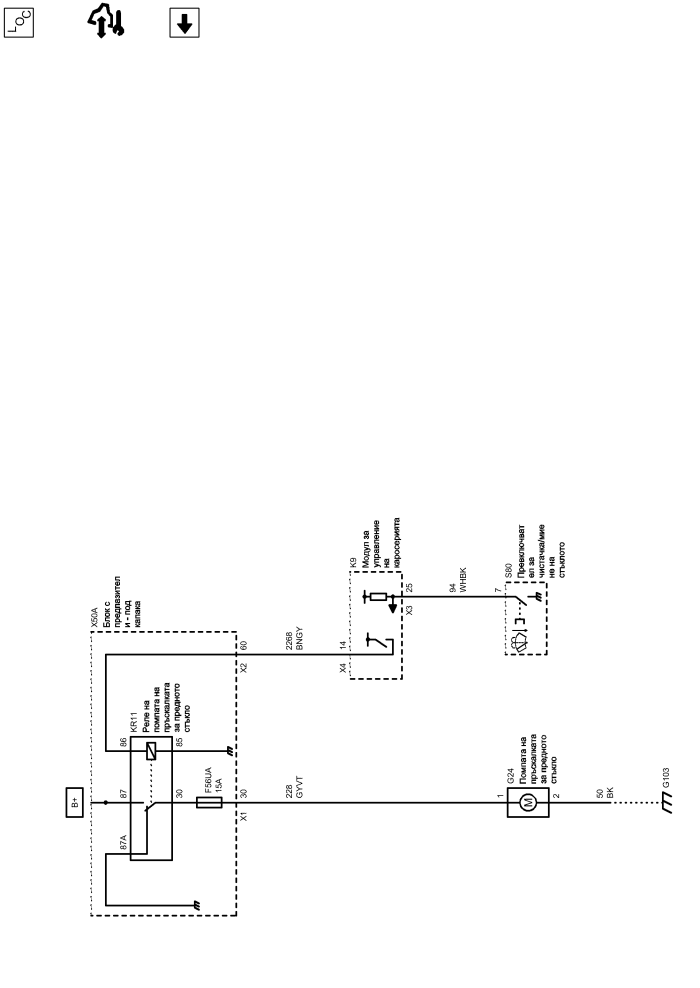 LOC
B+
X50A
Блок с
предпазител
и - под
капака
KR11
Реле на
помпата на
пръскалката
за предното
стъкло
87A
87
86
30
85
F56UA
15A
X1
30
X2
60
228
GYVT
2268
BNGY
K9
Модул за
управление
на
каросерията
X4
14
X3
25
94
WHBK
7
S80
Превключват
ел за
чистачка/мие
не на
стъклото
1
G24
Помпата на
пръскалката
за предното
стъкло
M
2
50
BK
G103